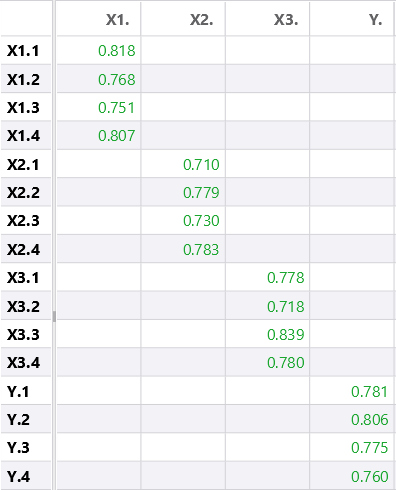 X1. X2. X3. Y.
X1.1 0.818
X1.2 0.768
X1.3 0.751
X1.4 0.807
X2.1 0.710
X2.2 0.779
X2.3 0.730
X2.4 0.783
X3.1 0.778
X3.2 0.718
X3.3 0.839
X3.4 0.780
Y.1 0.781
Y.2 0.806
Y.3 0.775
Y.4 0.760